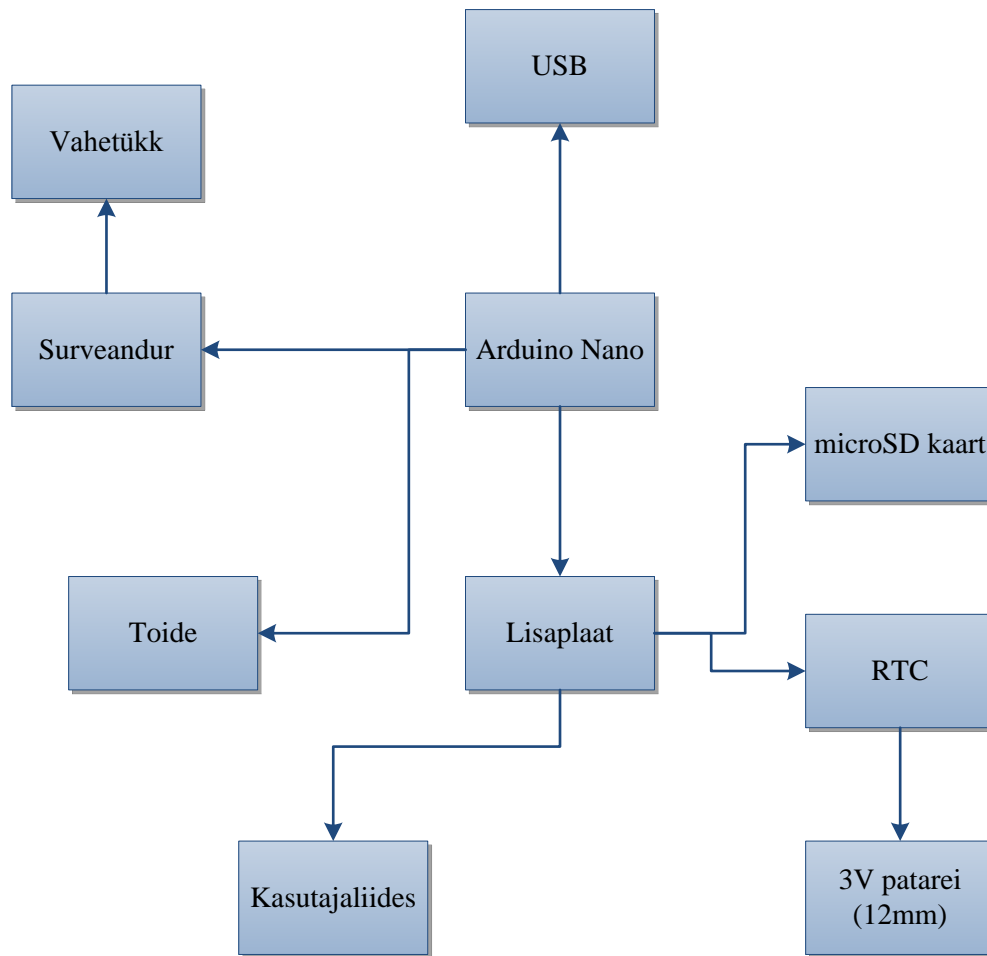 USB
Vahetükk
Surveandur
Arduino Nano
microSD kaart
Toide
Lisaplaat
RTC
Kasutajaliides
3V patarei
(12mm)